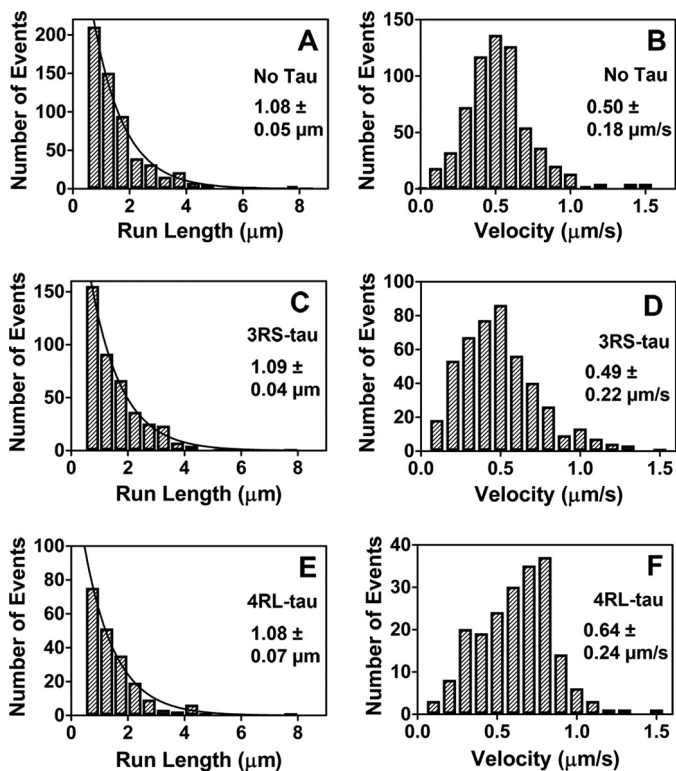 A
No Tau
1.08 ±
0.05 µm
Number of Events
200
150
100
50
0
0 2 4 6 8
Run Length (µm)
B
No Tau
0.50 ±
0.18 µm/s
Number of Events
150
100
50
0
0.0 0.5 1.0 1.5
Velocity (µm/s)
C
3RS-tau
1.09 ±
0.04 µm
Number of Events
150
100
50
0
0 2 4 6 8
Run Length (µm)
D
3RS-tau
0.49 ±
0.22 µm/s
Number of Events
100
80
60
40
20
0
0.0 0.5 1.0 1.5
Velocity (µm/s)
E
4RL-tau
1.08 ±
0.07 µm
Number of Events
100
80
60
40
20
0
0 2 4 6 8
Run Length (µm)
F
4RL-tau
0.64 ±
0.24 µm/s
Number of Events
40
30
20
10
0
0.0 0.5 1.0 1.5
Velocity (µm/s)